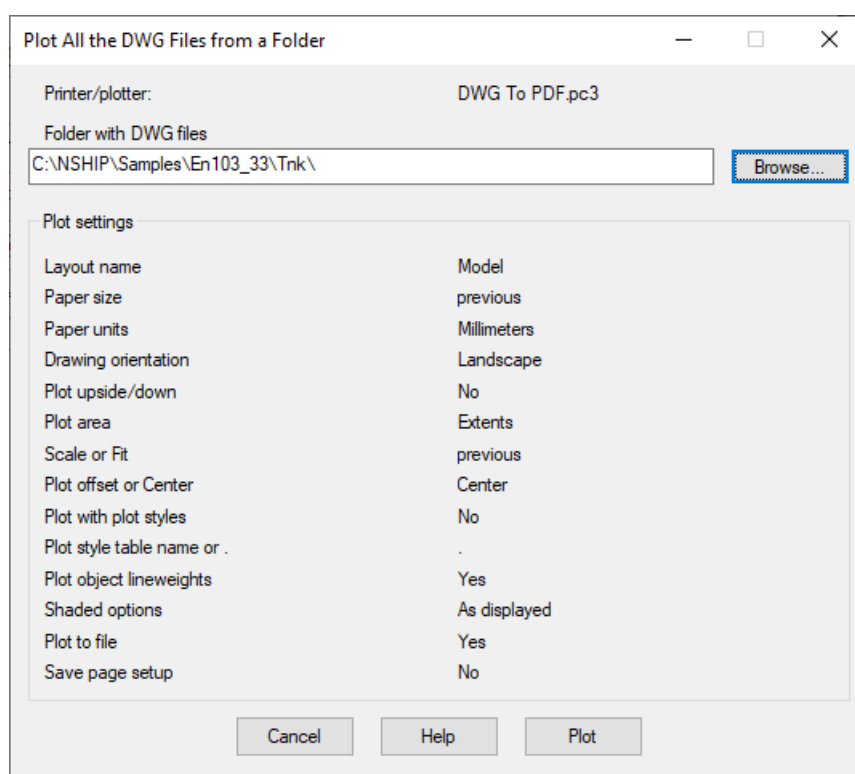 Plot All the DWG Files from a Folder
Printer/plotter: DWG To PDF.pc3
Folder with DWG files
C:\NSHIP\Samples\En103_33\Tnk\ Browse...
Plot settings
Layout name Model
Paper size previous
Paper units Millimeters
Drawing orientation Landscape
Plot upside/down No
Plot area Extents
Scale or Fit previous
Plot offset or Center Center
Plot with plot styles No
Plot style table name or . .
Plot object lineweights Yes
Shaded options As displayed
Plot to file Yes
Save page setup No
Cancel Help Plot